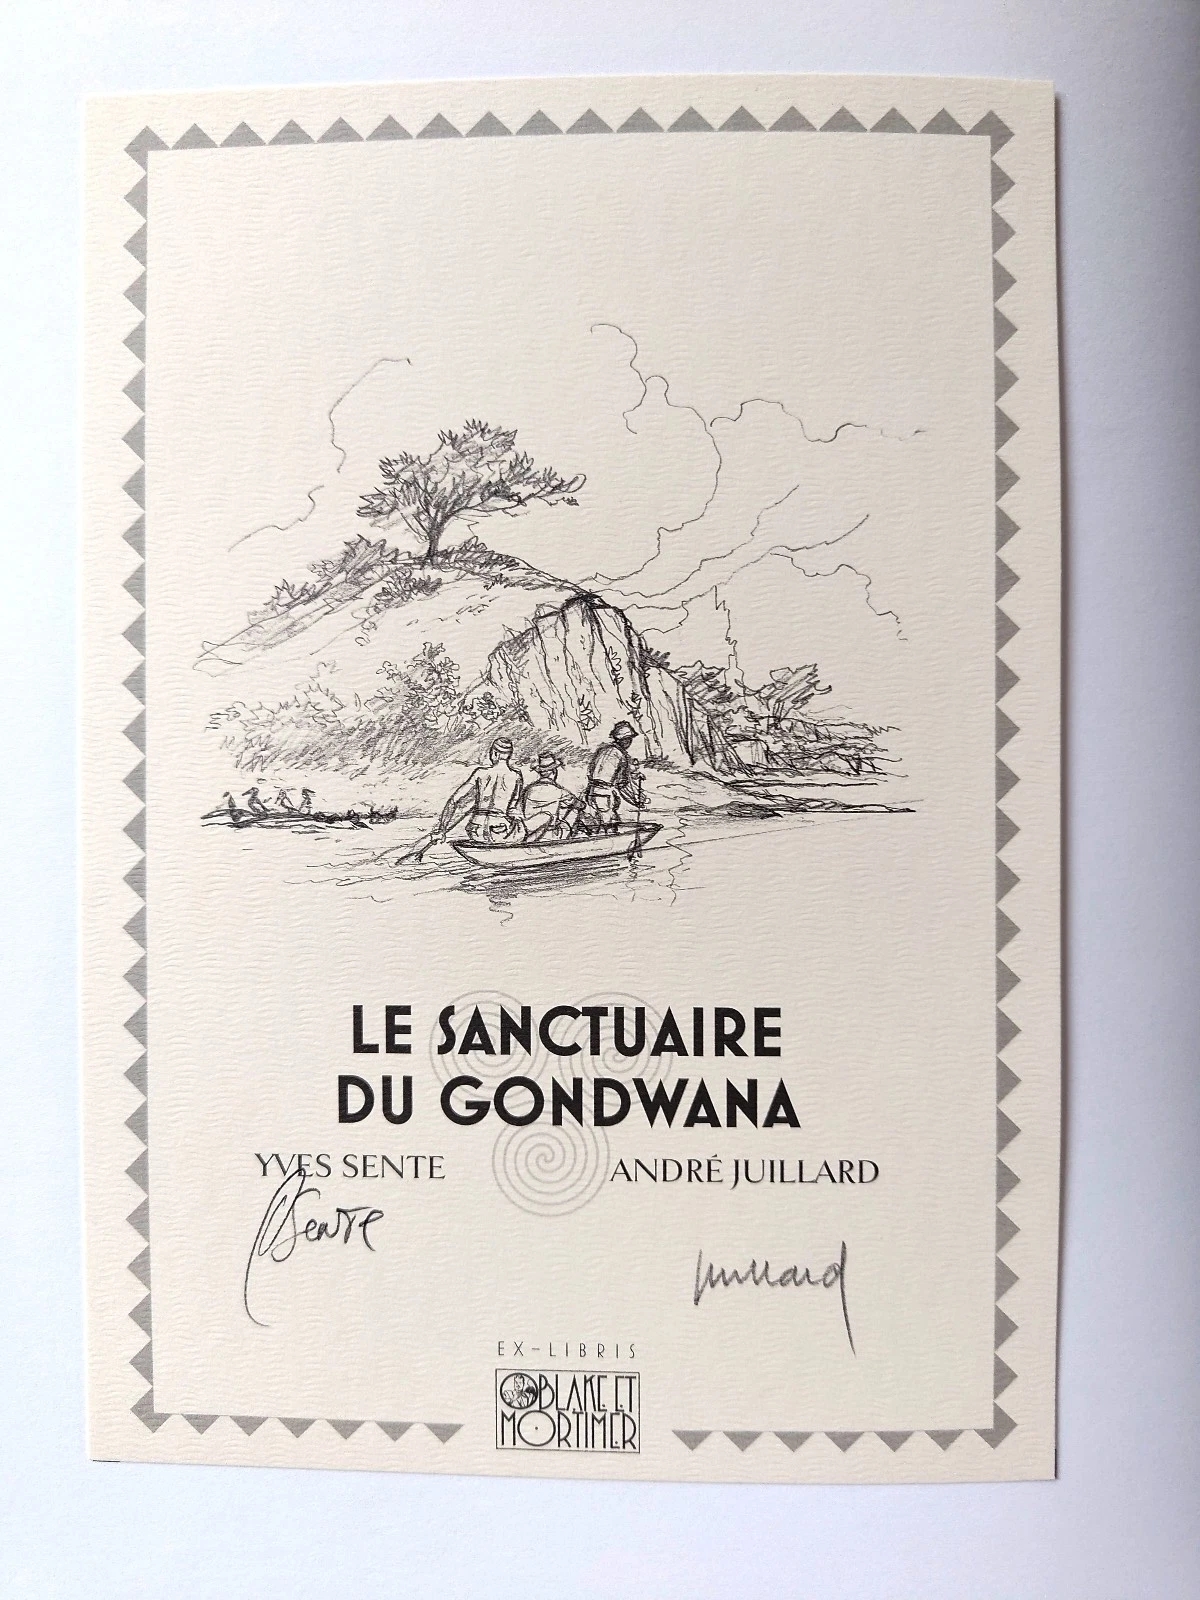 LE SANCTUAIRE
DU GONDWANA
YVES SENTE
ANDRÉ JUILLARD
Sente
Juillard
EX-LIBRIS
BLAKE ET
MORTIMER